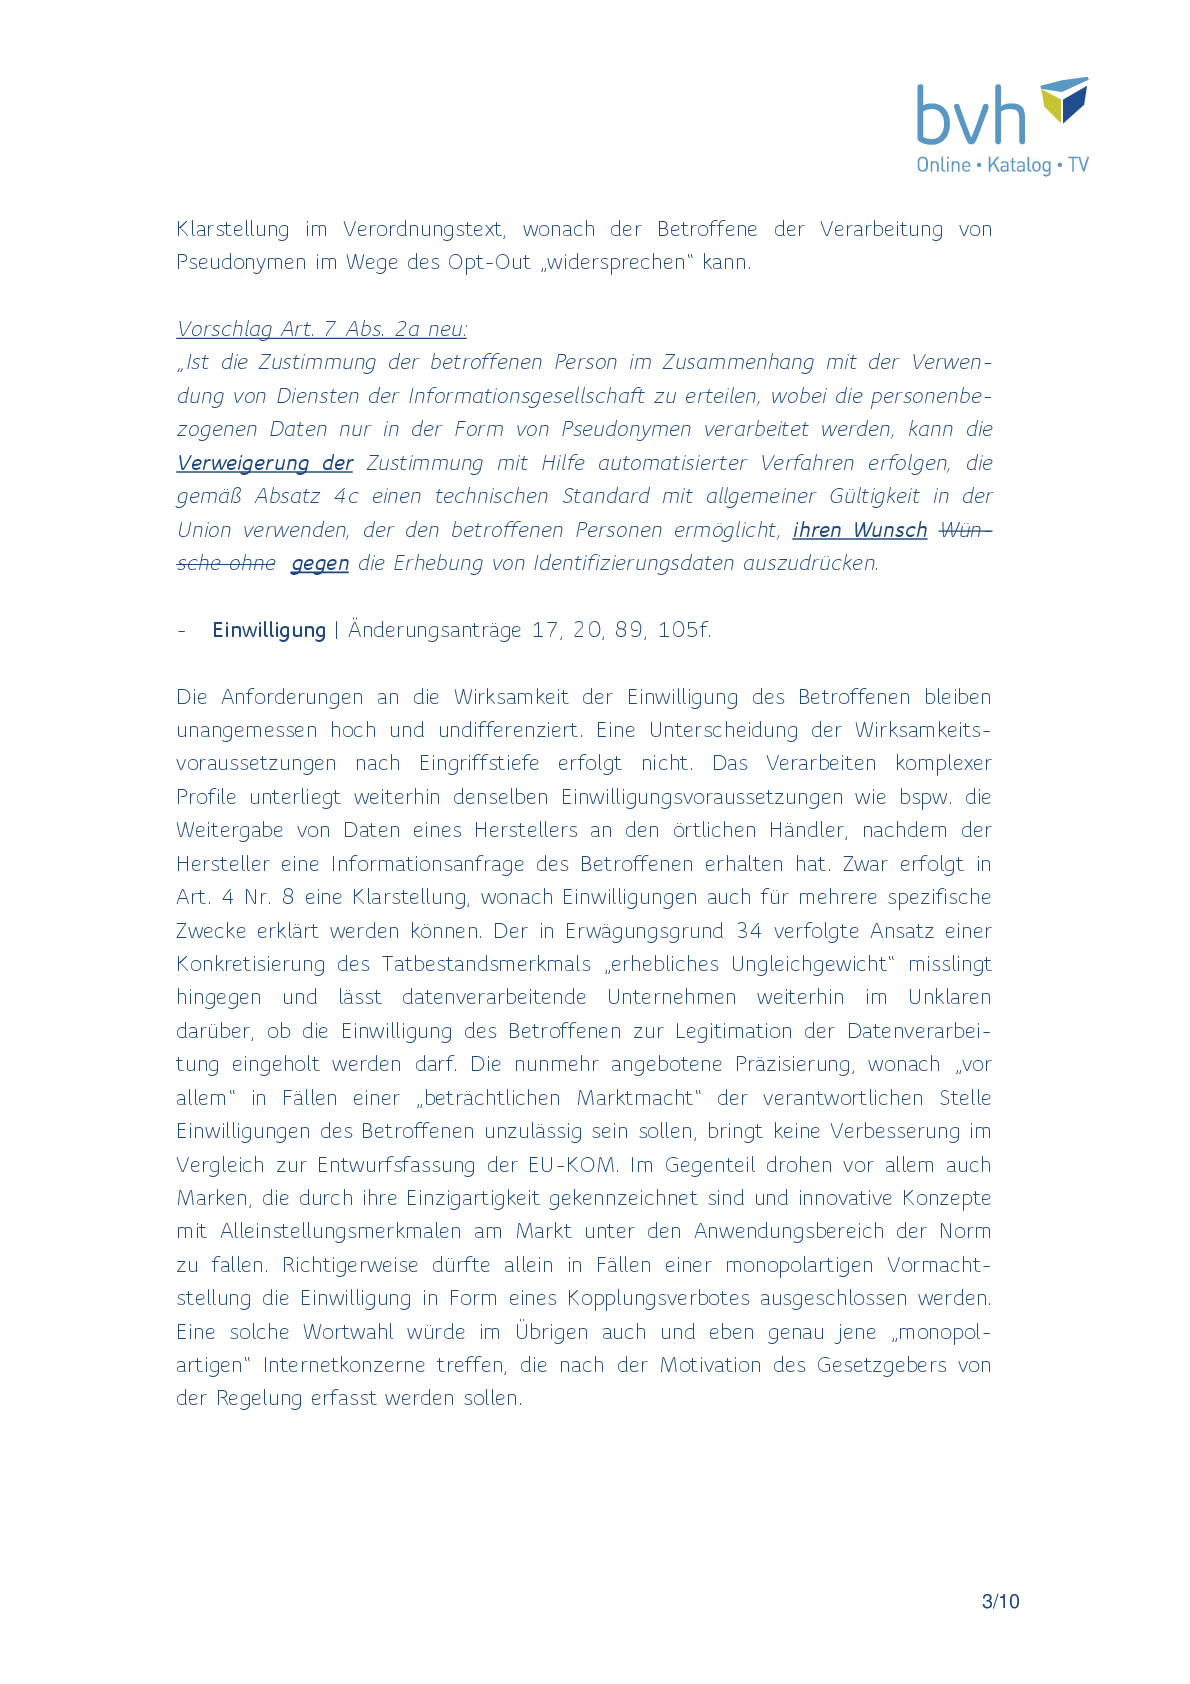 bvh
Online • Katalog • TV
Klarstellung im Verordnungstext, wonach der Betroffene der Verarbeitung von
Pseudonymen im Wege des Opt-Out „widersprechen“ kann.
Vorschlag Art. 7 Abs. 2a neu:
„Ist die Zustimmung der betroffenen Person im Zusammenhang mit der Verwen-
dung von Diensten der Informationsgesellschaft zu erteilen, wobei die personenbe-
zogenen Daten nur in der Form von Pseudonymen verarbeitet werden, kann die
Verweigerung der Zustimmung mit Hilfe automatisierter Verfahren erfolgen, die
gemäß Absatz 4c einen technischen Standard mit allgemeiner Gültigkeit in der
Union verwenden, der den betroffenen Personen ermöglicht, ihren Wunsch Wün-
sche ohne gegen die Erhebung von Identifizierungsdaten auszudrücken.
- Einwilligung | Änderungsanträge 17, 20, 89, 105f.
Die Anforderungen an die Wirksamkeit der Einwilligung des Betroffenen bleiben
unangemessen hoch und undifferenziert. Eine Unterscheidung der Wirksamkeits-
voraussetzungen nach Eingriffstiefe erfolgt nicht. Das Verarbeiten komplexer
Profile unterliegt weiterhin denselben Einwilligungsvoraussetzungen wie bspw. die
Weitergabe von Daten eines Herstellers an den örtlichen Händler, nachdem der
Hersteller eine Informationsanfrage des Betroffenen erhalten hat. Zwar erfolgt in
Art. 4 Nr. 8 eine Klarstellung, wonach Einwilligungen auch für mehrere spezifische
Zwecke erklärt werden können. Der in Erwägungsgrund 34 verfolgte Ansatz einer
Konkretisierung des Tatbestandsmerkmals „erhebliches Ungleichgewicht“ misslingt
hingegen und lässt datenverarbeitende Unternehmen weiterhin im Unklaren
darüber, ob die Einwilligung des Betroffenen zur Legitimation der Datenverarbei-
tung eingeholt werden darf. Die nunmehr angebotene Präzisierung, wonach „vor
allem“ in Fällen einer „beträchtlichen Marktmacht“ der verantwortlichen Stelle
Einwilligungen des Betroffenen unzulässig sein sollen, bringt keine Verbesserung im
Vergleich zur Entwurfsfassung der EU-KOM. Im Gegenteil drohen vor allem auch
Marken, die durch ihre Einzigartigkeit gekennzeichnet sind und innovative Konzepte
mit Alleinstellungsmerkmalen am Markt unter den Anwendungsbereich der Norm
zu fallen. Richtigerweise dürfte allein in Fällen einer monopolartigen Vormacht-
stellung die Einwilligung in Form eines Kopplungsverbotes ausgeschlossen werden.
Eine solche Wortwahl würde im Übrigen auch und eben genau jene „monopol-
artigen“ Internetkonzerne treffen, die nach der Motivation des Gesetzgebers von
der Regelung erfasst werden sollen.
3/10